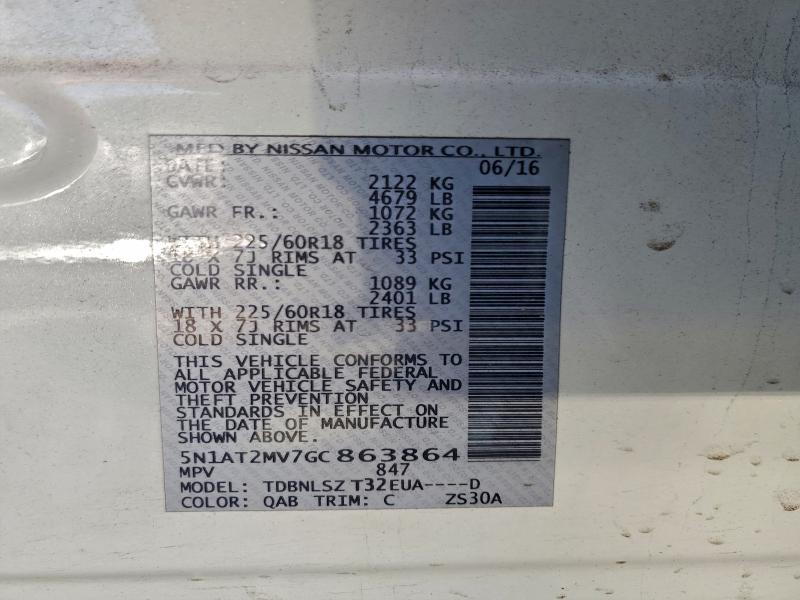 MFD BY NISSAN MOTOR CO., LTD.
DATE: 06/16
GVWR: 2122 KG
4679 LB
GAWR FR.: 1072 KG
2363 LB
WITH 225/60R18 TIRES
18 X 7J RIMS AT 33 PSI
COLD SINGLE
GAWR RR.: 1089 KG
2401 LB
WITH 225/60R18 TIRES
18 X 7J RIMS AT 33 PSI
COLD SINGLE
THIS VEHICLE CONFORMS TO
ALL APPLICABLE FEDERAL
MOTOR VEHICLE SAFETY AND
THEFT PREVENTION
STANDARDS IN EFFECT ON
THE DATE OF MANUFACTURE
SHOWN ABOVE.
5N1AT2MV7GC863864
MPV 847
MODEL: TDBNLSZ T32EUA----D
COLOR: QAB TRIM: C ZS30A